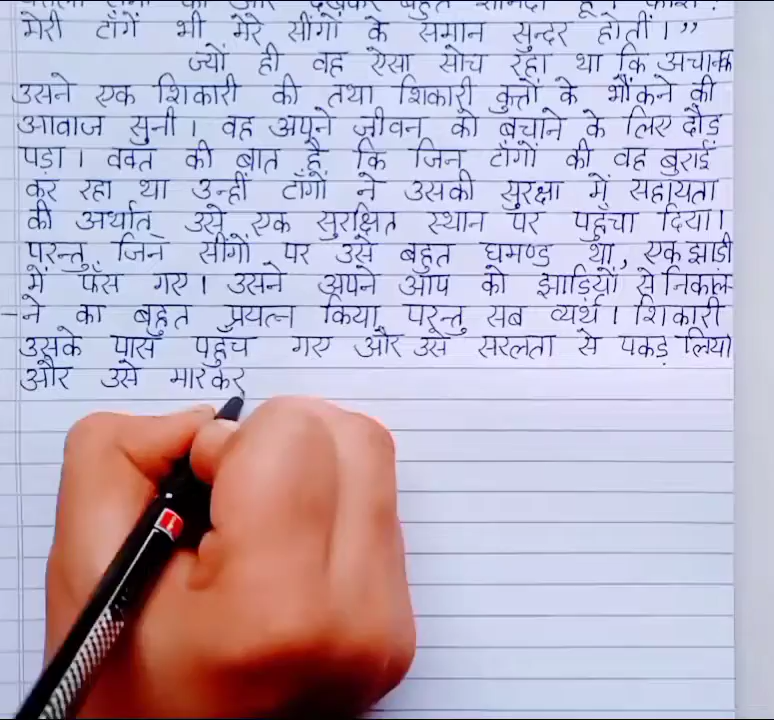 मेरी टाँगें भी मेरे सींगों के समान सुन्दर होतीं।”
ज्यों ही वह ऐसा सोच रहा था कि अचानक
उसने एक शिकारी की तथा शिकारी कुत्तों के भौंकने की
आवाज सुनी। वह अपने जीवन को बचाने के लिए दौड़
पड़ा। वक्त की बात है कि जिन टाँगों की वह बुराई
कर रहा था उन्हीं टाँगों ने उसकी सुरक्षा में सहायता
की अर्थात् उसे एक सुरक्षित स्थान पर पहुँचा दिया।
परन्तु जिन सींगों पर उसे बहुत घमण्ड था, एक झाड़ी
में फँस गए। उसने अपने आप को झाड़ियों से निकाल-
-ने का बहुत प्रयत्न किया परन्तु सब व्यर्थ। शिकारी
उसके पास पहुँच गए और उसे सरलता से पकड़ लिया
और उसे मारकर